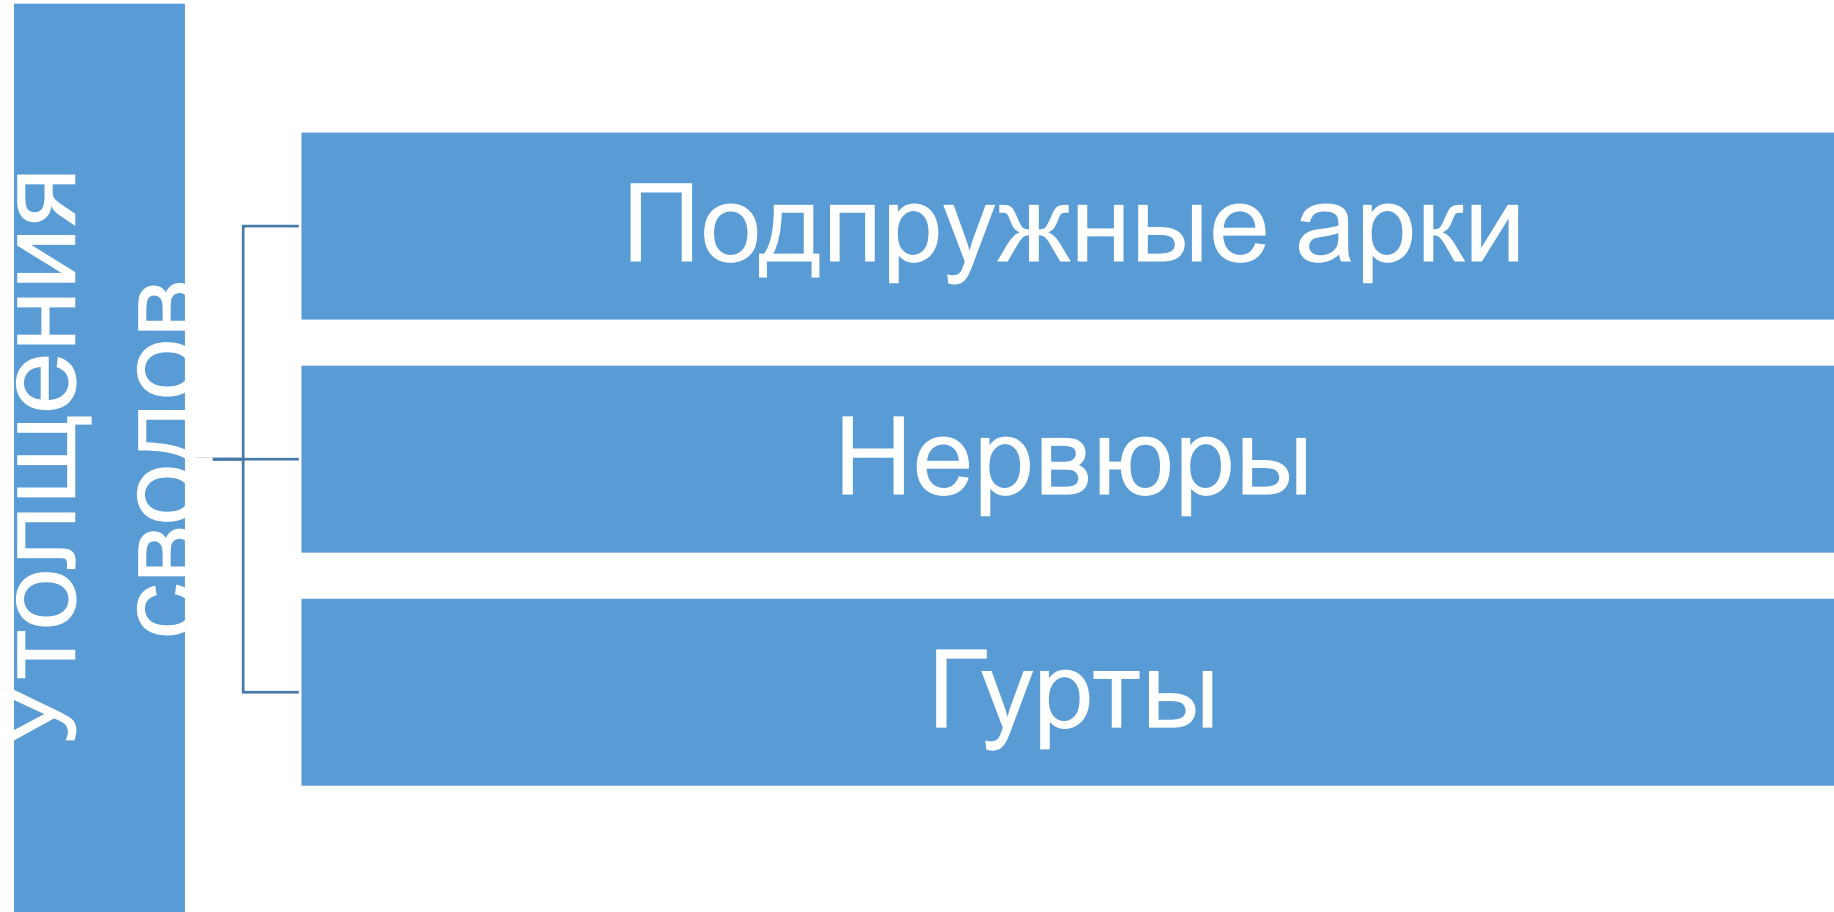 Утолщения
сводов
Подпружные арки
Нервюры
Гурты